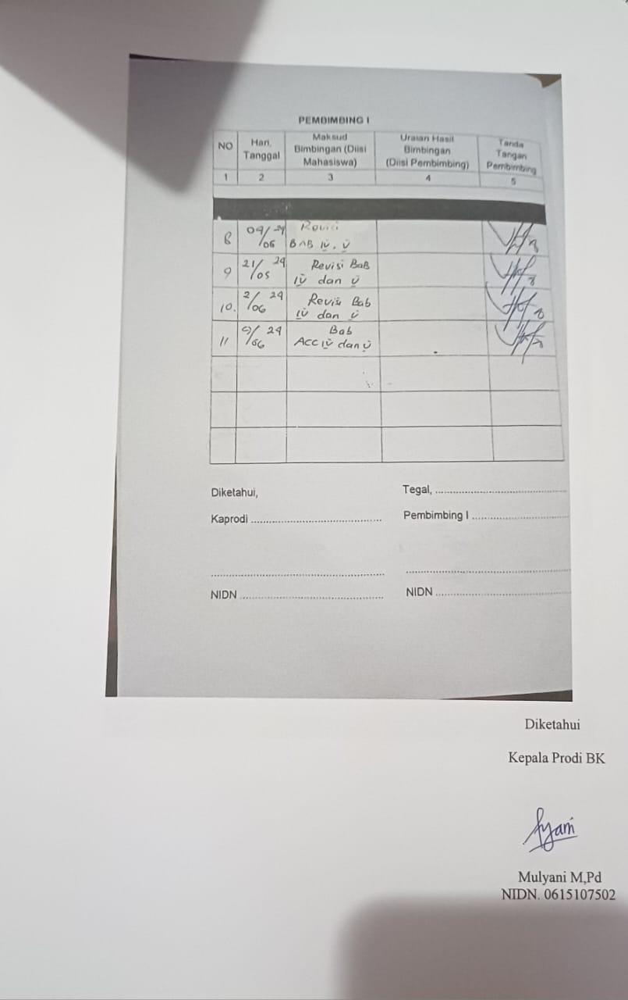 PEMBIMBING I
NO
Hari, Tanggal
Maksud Bimbingan (Diisi Mahasiswa)
Uraian Hasil Bimbingan (Diisi Pembimbing)
Tanda Tangan Pembimbing
1 2 3 4 5
8 Revisi BAB IV, V
9 21/05 24 Revisi BaB IV dan V
10. 2/06 24 Revisi Bab IV dan V
11 9/06 24 Bab ACC IV dan V
Diketahui,
Tegal, ..........
Kaprodi ..........
Pembimbing I ..........
NIDN ..........
NIDN ..........
Diketahui
Kepala Prodi BK
Mulyani M,Pd
NIDN. 0615107502